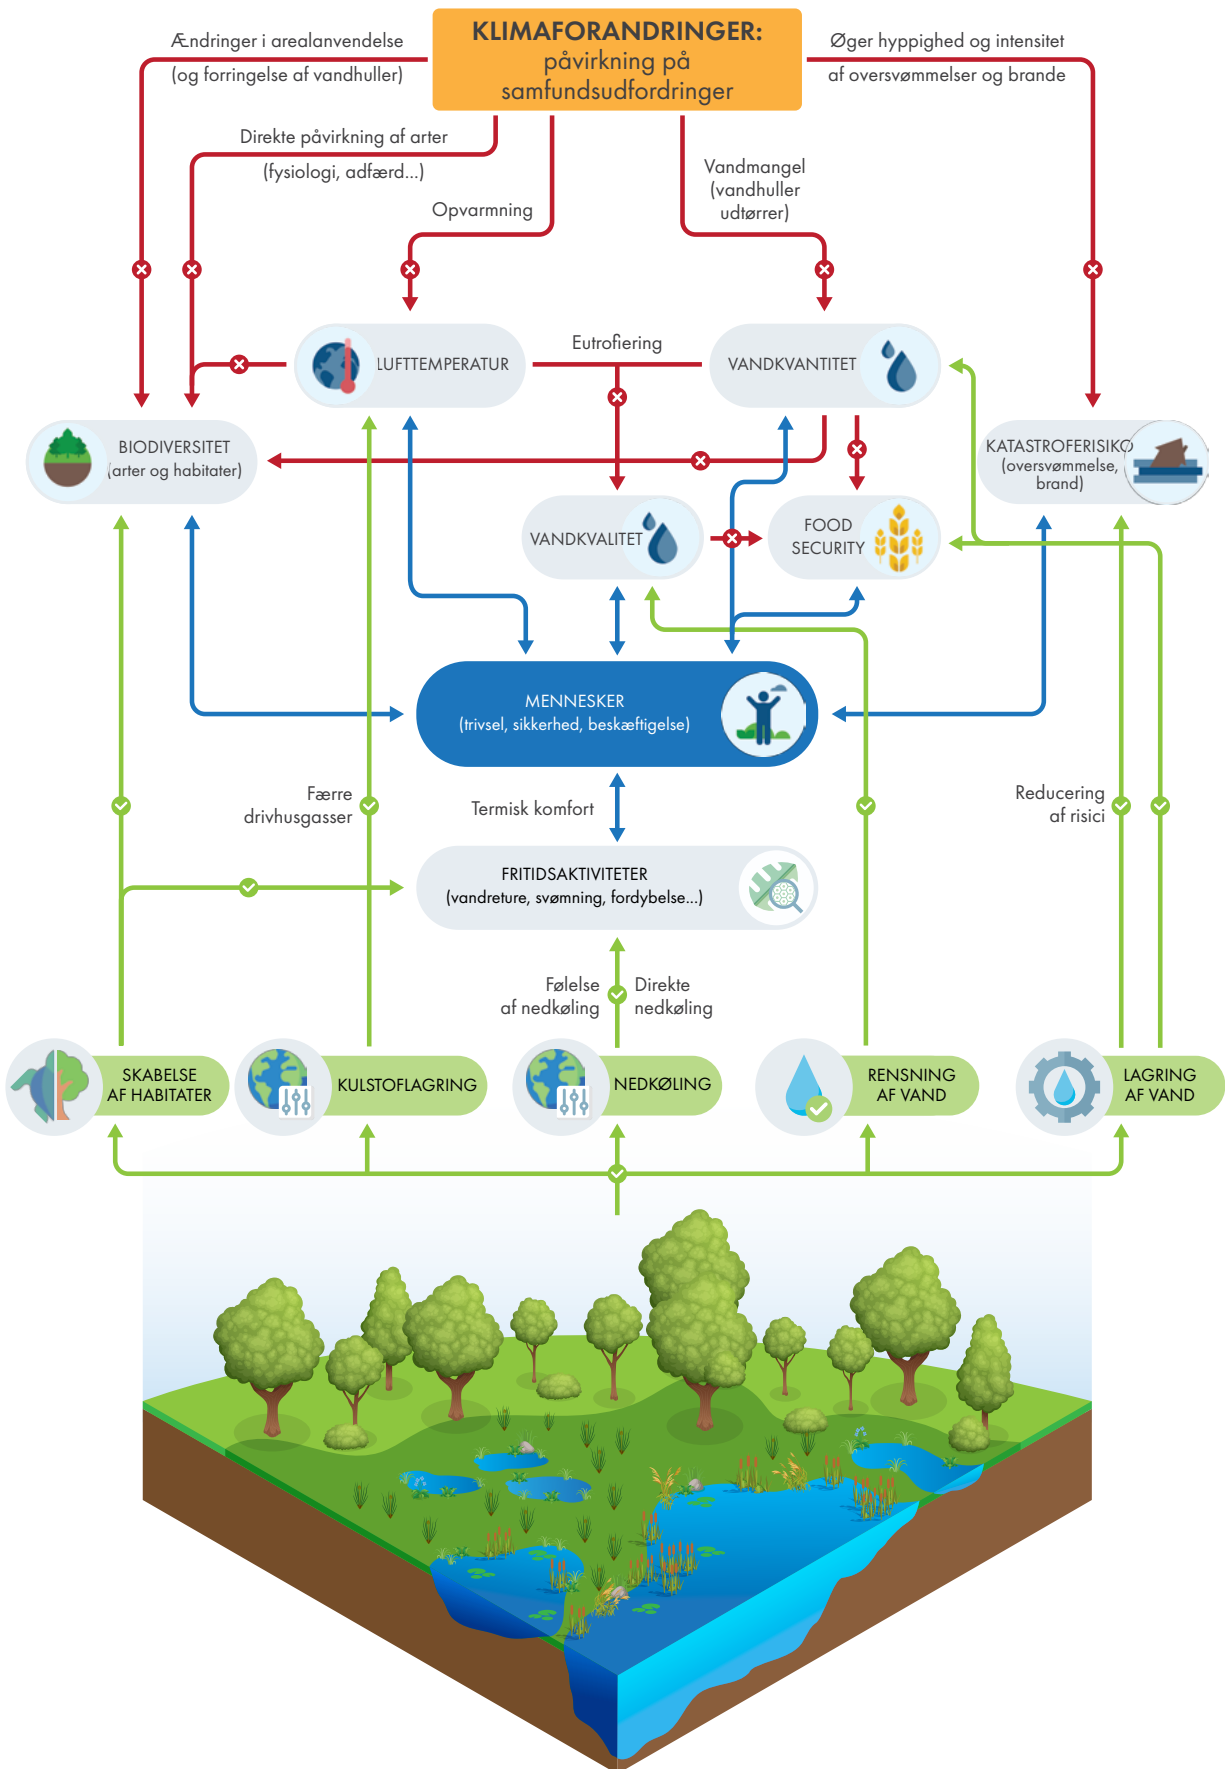 KLIMAFORANDRINGER:
påvirkning på
samfundsudfordringer
Ændringer i arealanvendelse
(og forringelse af vandhuller)
Øger hyppighed og intensitet
af oversvømmelser og brande
Direkte påvirkning af arter
(fysiologi, adfærd...)
Opvarmning
Vandmangel
(vandhuller
udtørrer)
LUFTTEMPERATUR
Eutrofiering
VANDKVANTITET
BIODIVERSITET
(arter og habitater)
KATASTROFERISIKO
(oversvømmelse,
brand)
VANDKVALITET
FOOD
SECURITY
MENNESKER
(trivsel, sikkerhed, beskæftigelse)
Færre
drivhusgasser
Termisk komfort
Reducering
af risici
FRITIDSAKTIVITETER
(vandreture, svømning, fordybelse...)
Følelse
af nedkøling
Direkte
nedkøling
SKABELSE
AF HABITATER
KULSTOFLAGRING
NEDKØLING
RENSNING
AF VAND
LAGRING
AF VAND